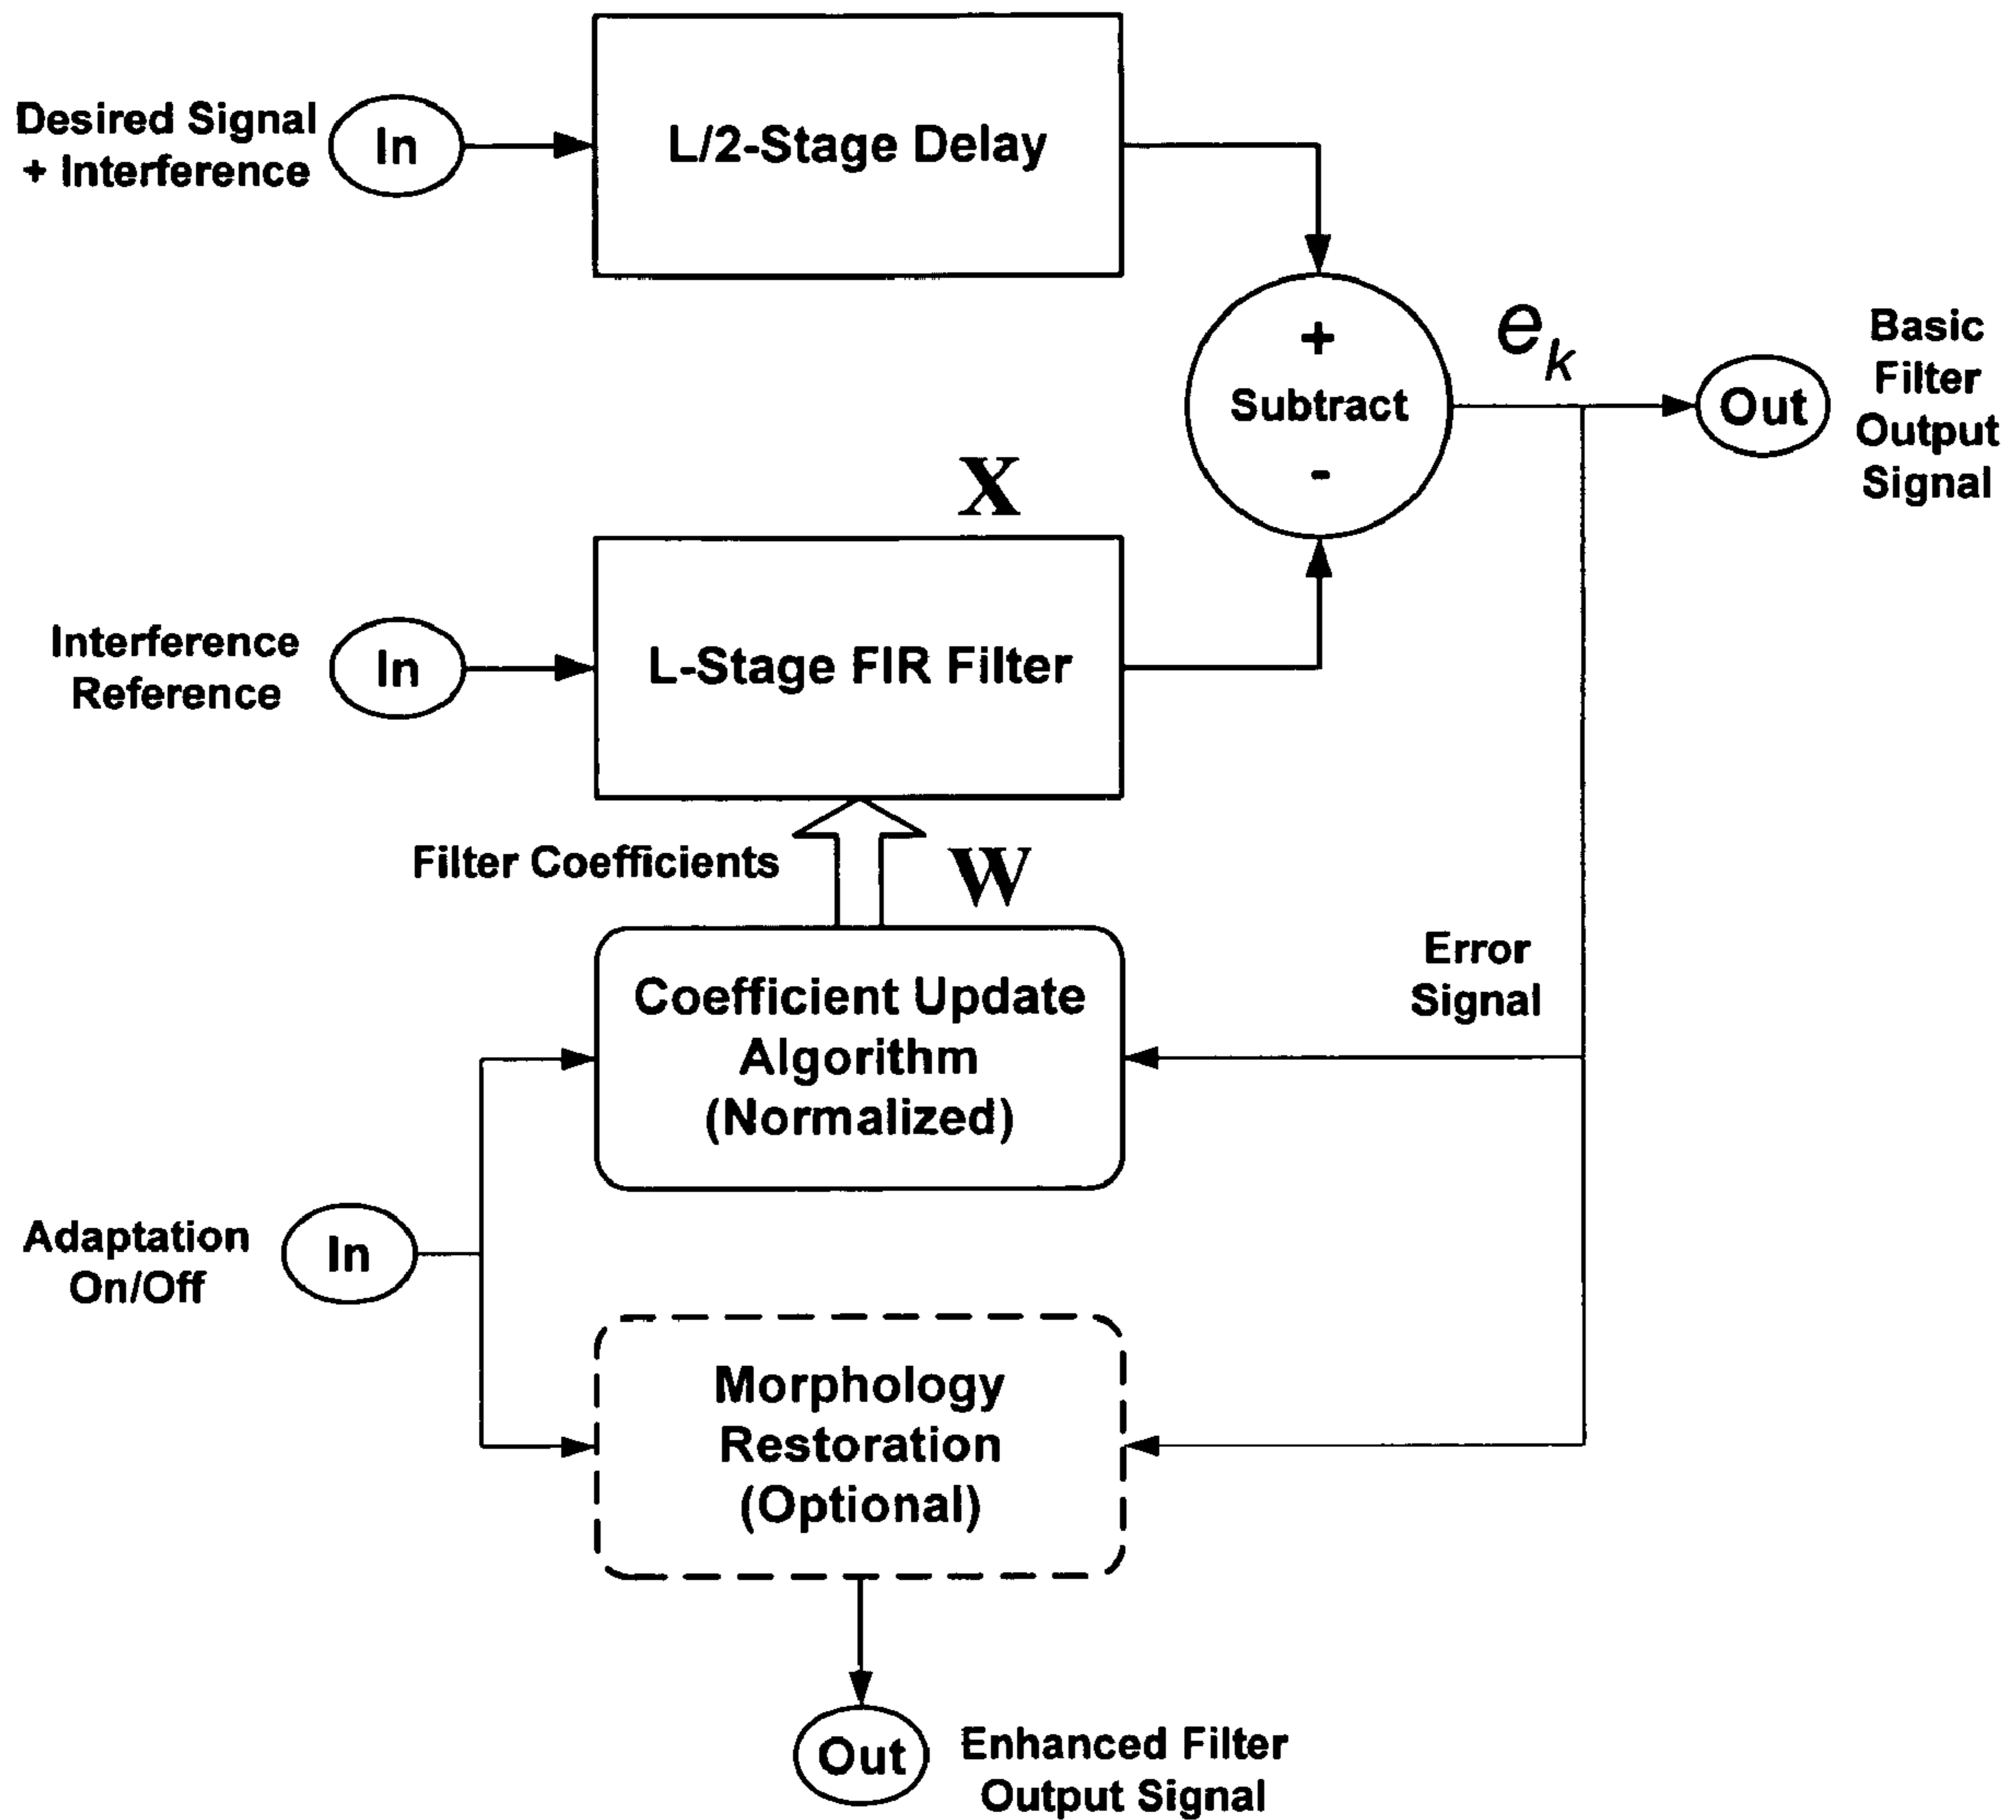 Desired Signal
+ Interference
In
L/2-Stage Delay
+
Subtract
-
e_k
Out
Basic
Filter
Output
Signal
X
Interference
Reference
In
L-Stage FIR Filter
Filter Coefficients
W
Coefficient Update
Algorithm
(Normalized)
Error
Signal
Adaptation
On/Off
In
Morphology
Restoration
(Optional)
Out
Enhanced Filter
Output Signal